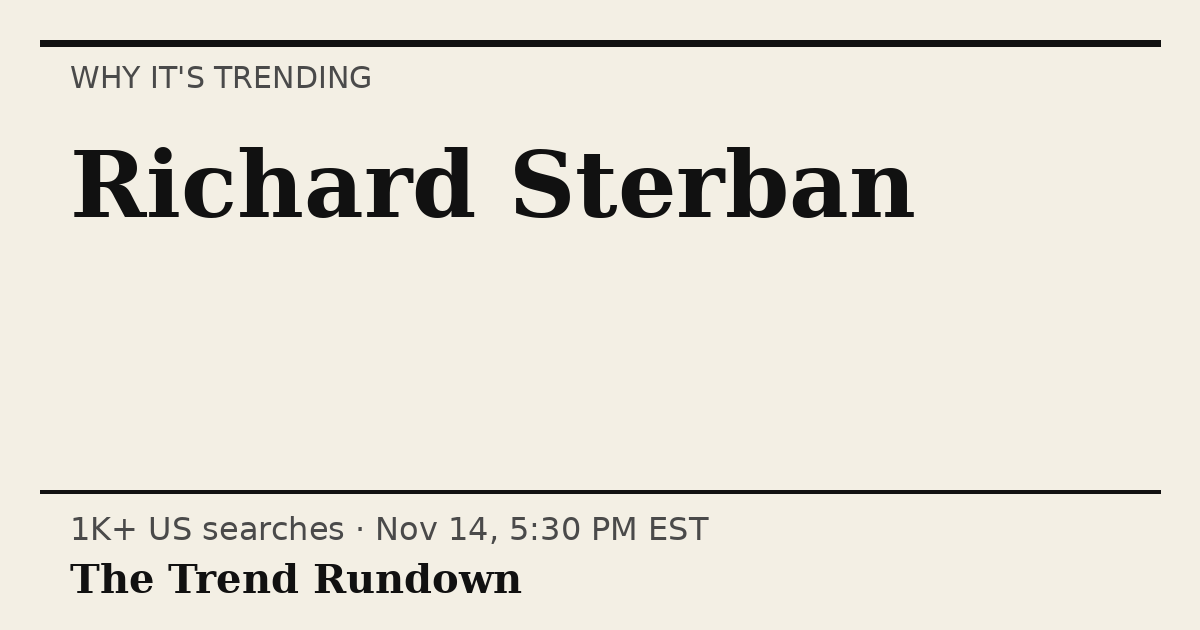 WHY IT'S TRENDING
Richard Sterban
1K+ US searches · Nov 14, 5:30 PM EST
The Trend Rundown